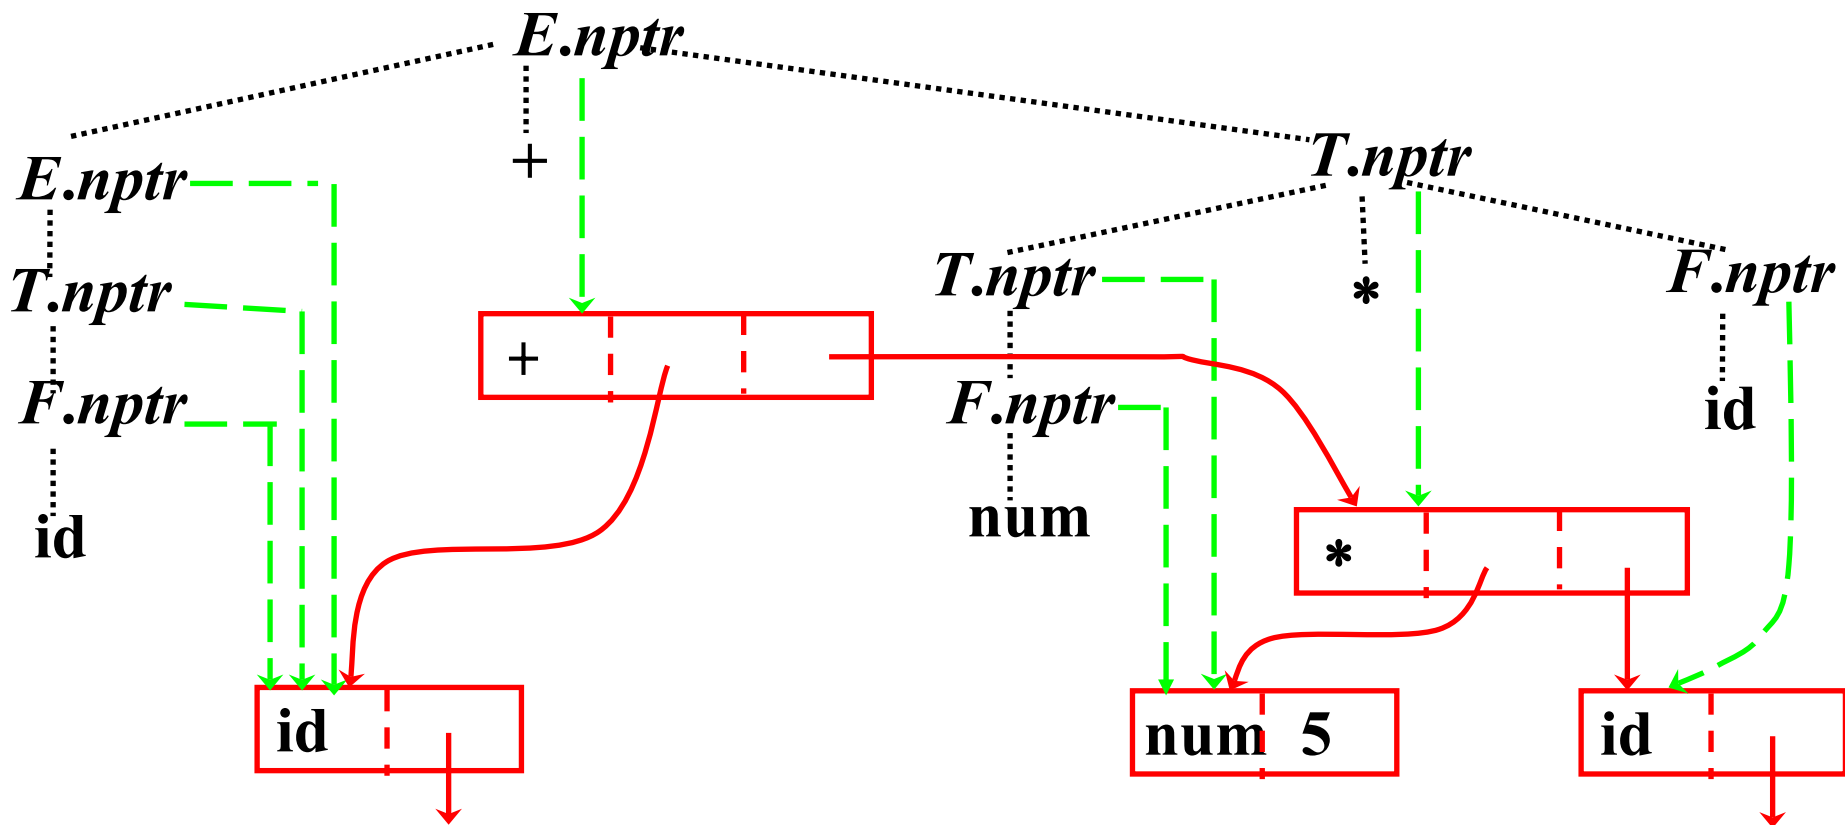 E.nptr
+
T.nptr
E.nptr
T.nptr
*
F.nptr
T.nptr
+
F.nptr
F.nptr
id
num
id
*
id
num 5
id